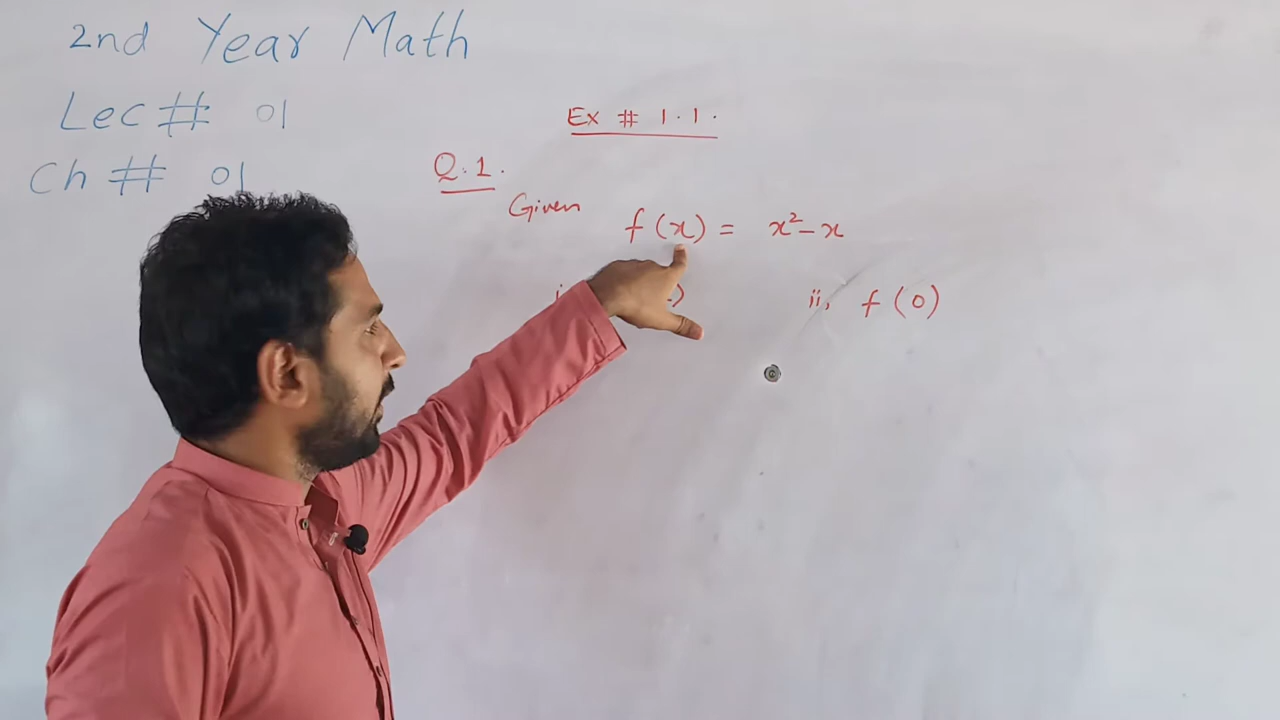 2nd Year Math
Lec # 01
Ch # 01
Ex # 1.1.
Q.1.
Given f(x) = x²-x
i ) ii, f(0)